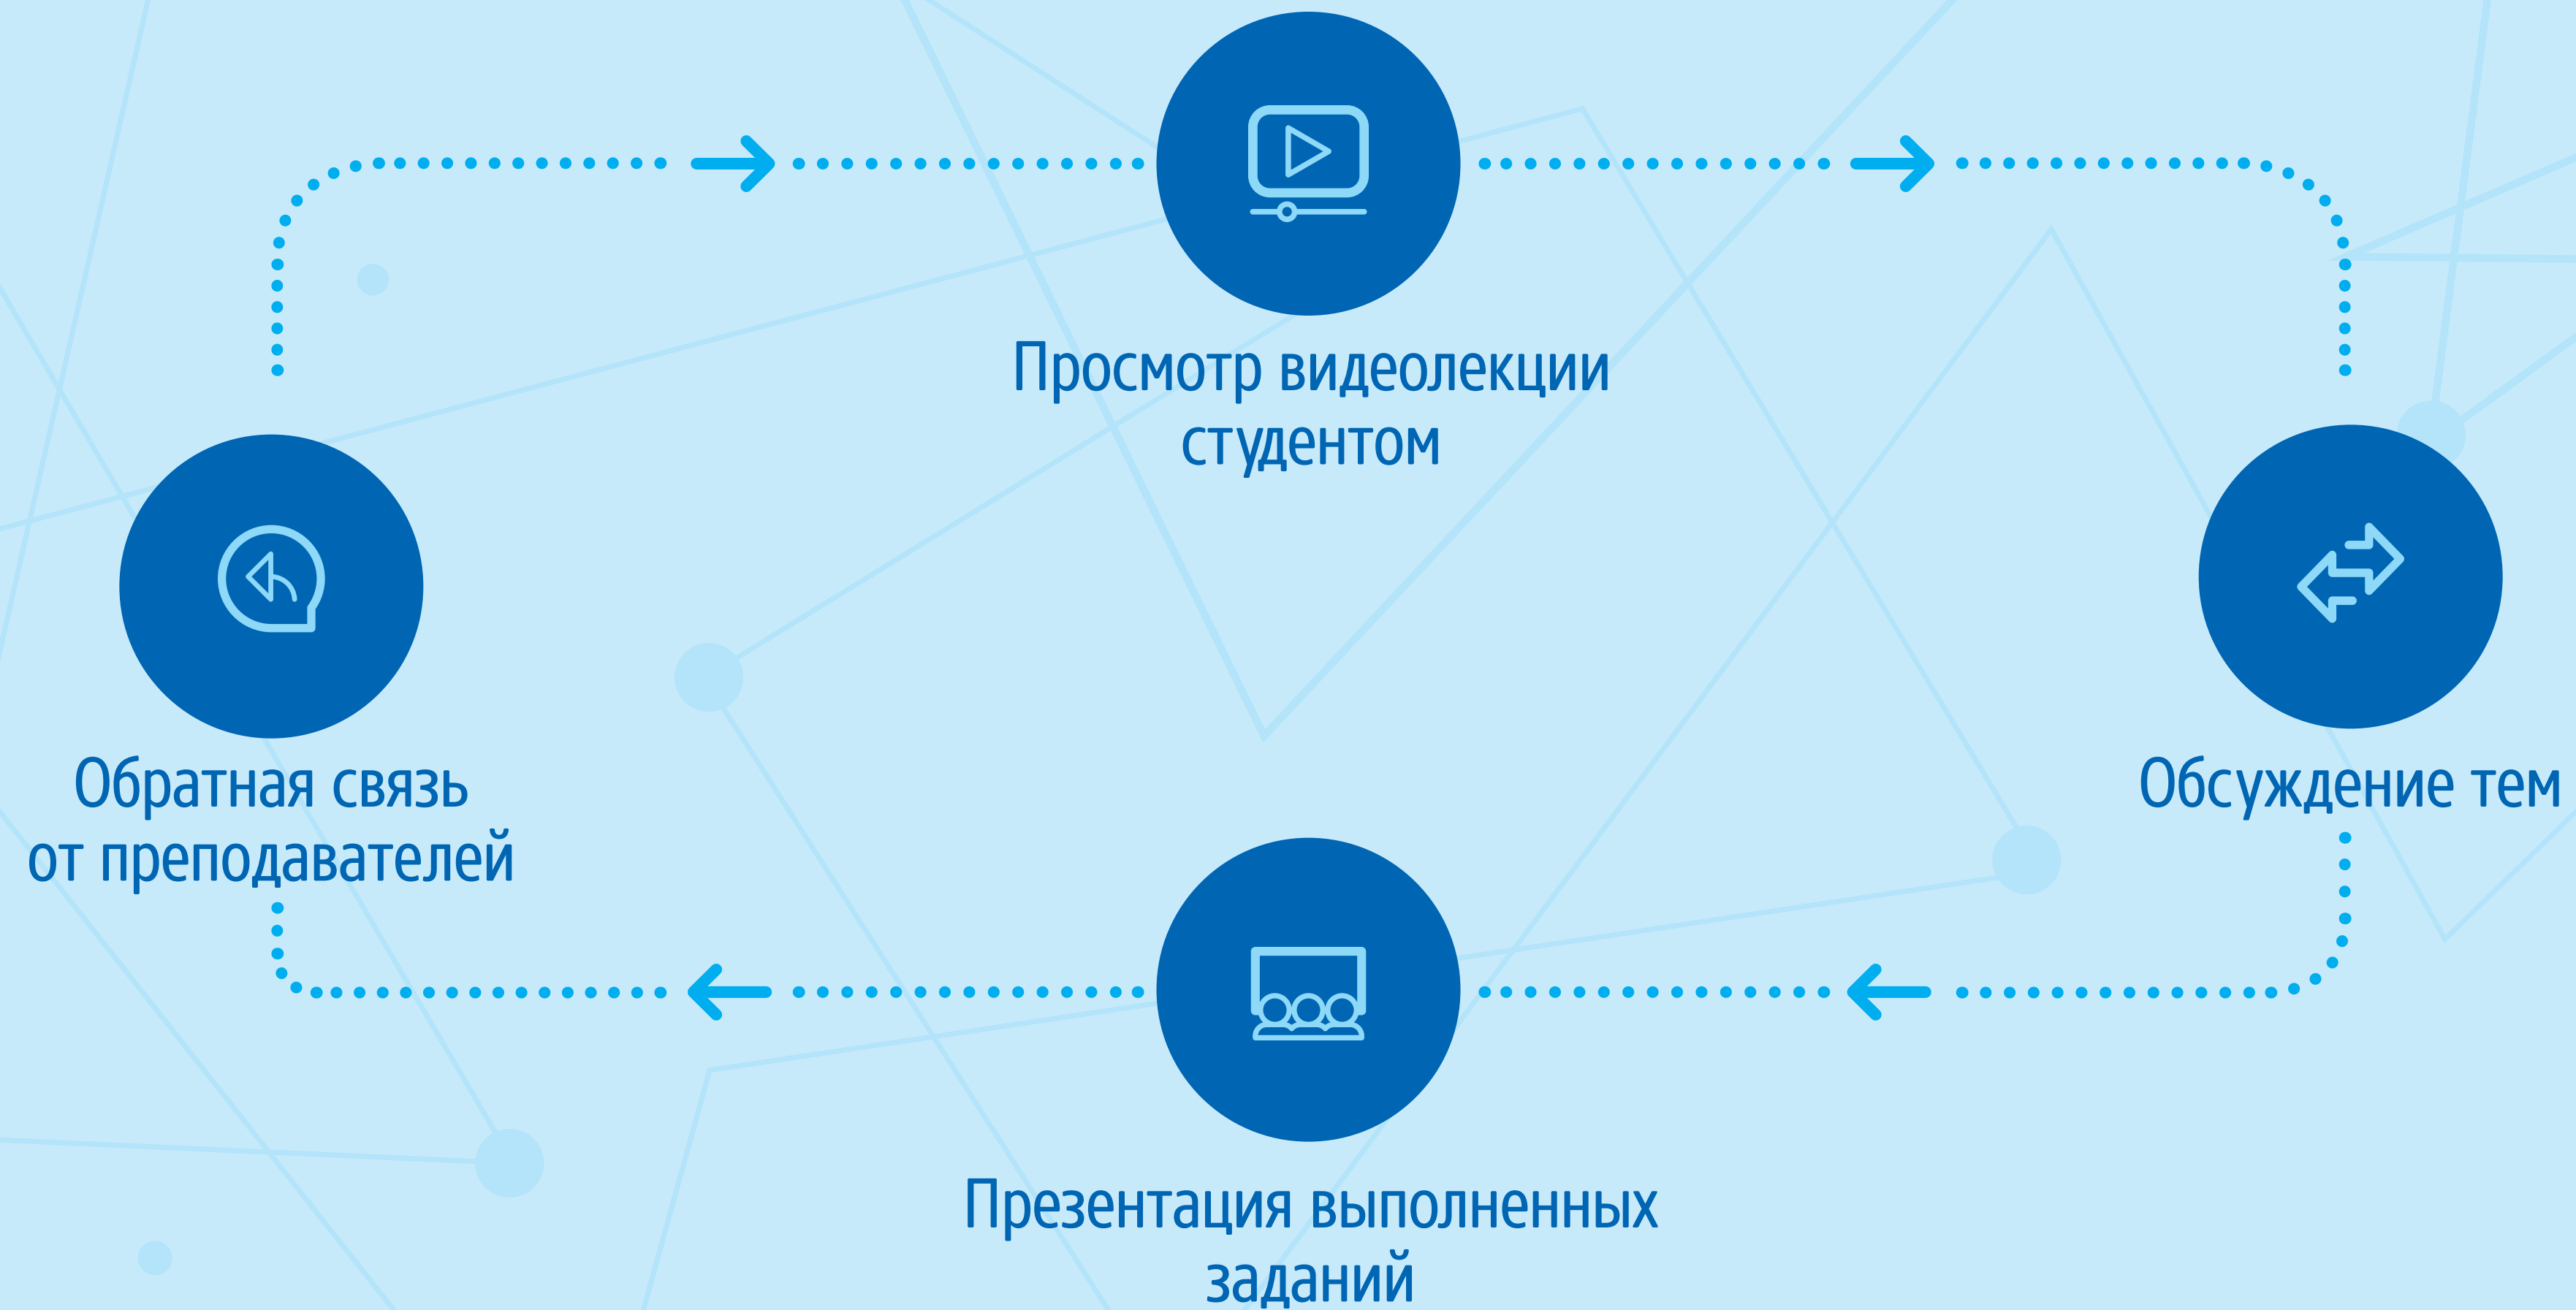 Просмотр видеолекции
студентом
Обратная связь
от преподавателей
Обсуждение тем
Презентация выполненных
заданий